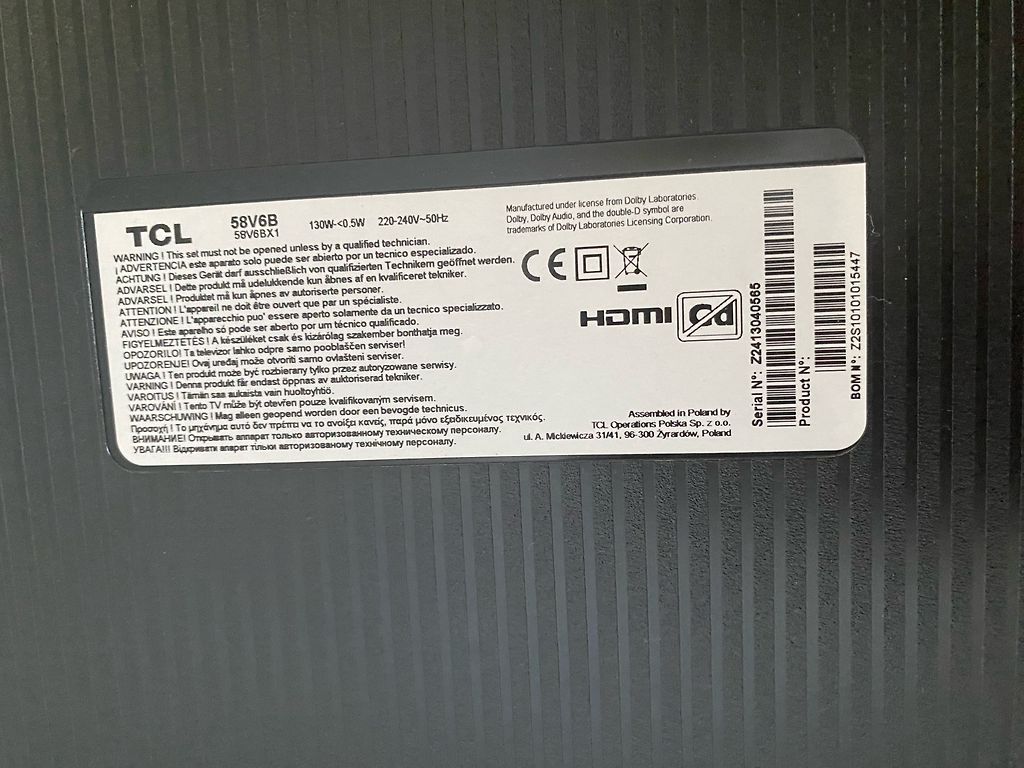 TCL
58V6B
58V6BX1
130W-<0.5W 220-240V~50Hz
WARNING ! This set must not be opened unless by a qualified technician.
¡ ADVERTENCIA este aparato solo puede ser abierto por un tecnico especializado.
ACHTUNG ! Dieses Gerät darf ausschließlich von qualifizierten Technikern geöffnet werden.
ADVARSEL ! Dette produkt må udelukkende kun åbnes af en kvalificeret tekniker.
ADVARSEL ! Produktet må kun åpnes av autoriserte personer.
ATTENTION ! L'appareil ne doit être ouvert que par un spécialiste.
ATTENZIONE ! L'apparecchio puo' essere aperto solamente da un tecnico specializzato.
AVISO ! Este aparelho só pode ser aberto por um técnico qualificado.
FIGYELMEZTETÉS ! A készüléket csak és kizárólag szakember bonthatja meg.
OPOZORILO! Ta televizor lahko odpre samo pooblaščen serviser!
UPOZORENJE! Ovaj uređaj može otvoriti samo ovlašteni serviser.
UWAGA ! Ten produkt może być rozbierany tylko przez autoryzowane serwisy.
VARNING ! Denna produkt får endast öppnas av auktoriserad tekniker.
VAROITUS ! Tämän saa aukaista vain huoltoyhtiö.
VAROVÁNÍ ! Tento TV může být otevřen pouze kvalifikovaným servisem.
WAARSCHUWING ! Mag alleen geopend worden door een bevogde technicus.
Προσοχή ! Το μηχάνημα αυτό δεν πρέπει να το ανοίξει κανείς, παρά μόνο εξειδικευμένος τεχνικός.
ВНИМАНИЕ! Открывать аппарат только авторизованному техническому персоналу.
УВАГА!!! Відкривати апарат тільки авторизованому технічному персоналу.
Manufactured under license from Dolby Laboratories.
Dolby, Dolby Audio, and the double-D symbol are
trademarks of Dolby Laboratories Licensing Corporation.
CE
HDMI
Cd
Assembled in Poland by
TCL Operations Polska Sp. z o.o.
ul. A. Mickiewicza 31/41, 96-300 Żyrardów, Poland
Serial N°: Z2413040565
Product N°:
BOM N°: Z2S10101015447